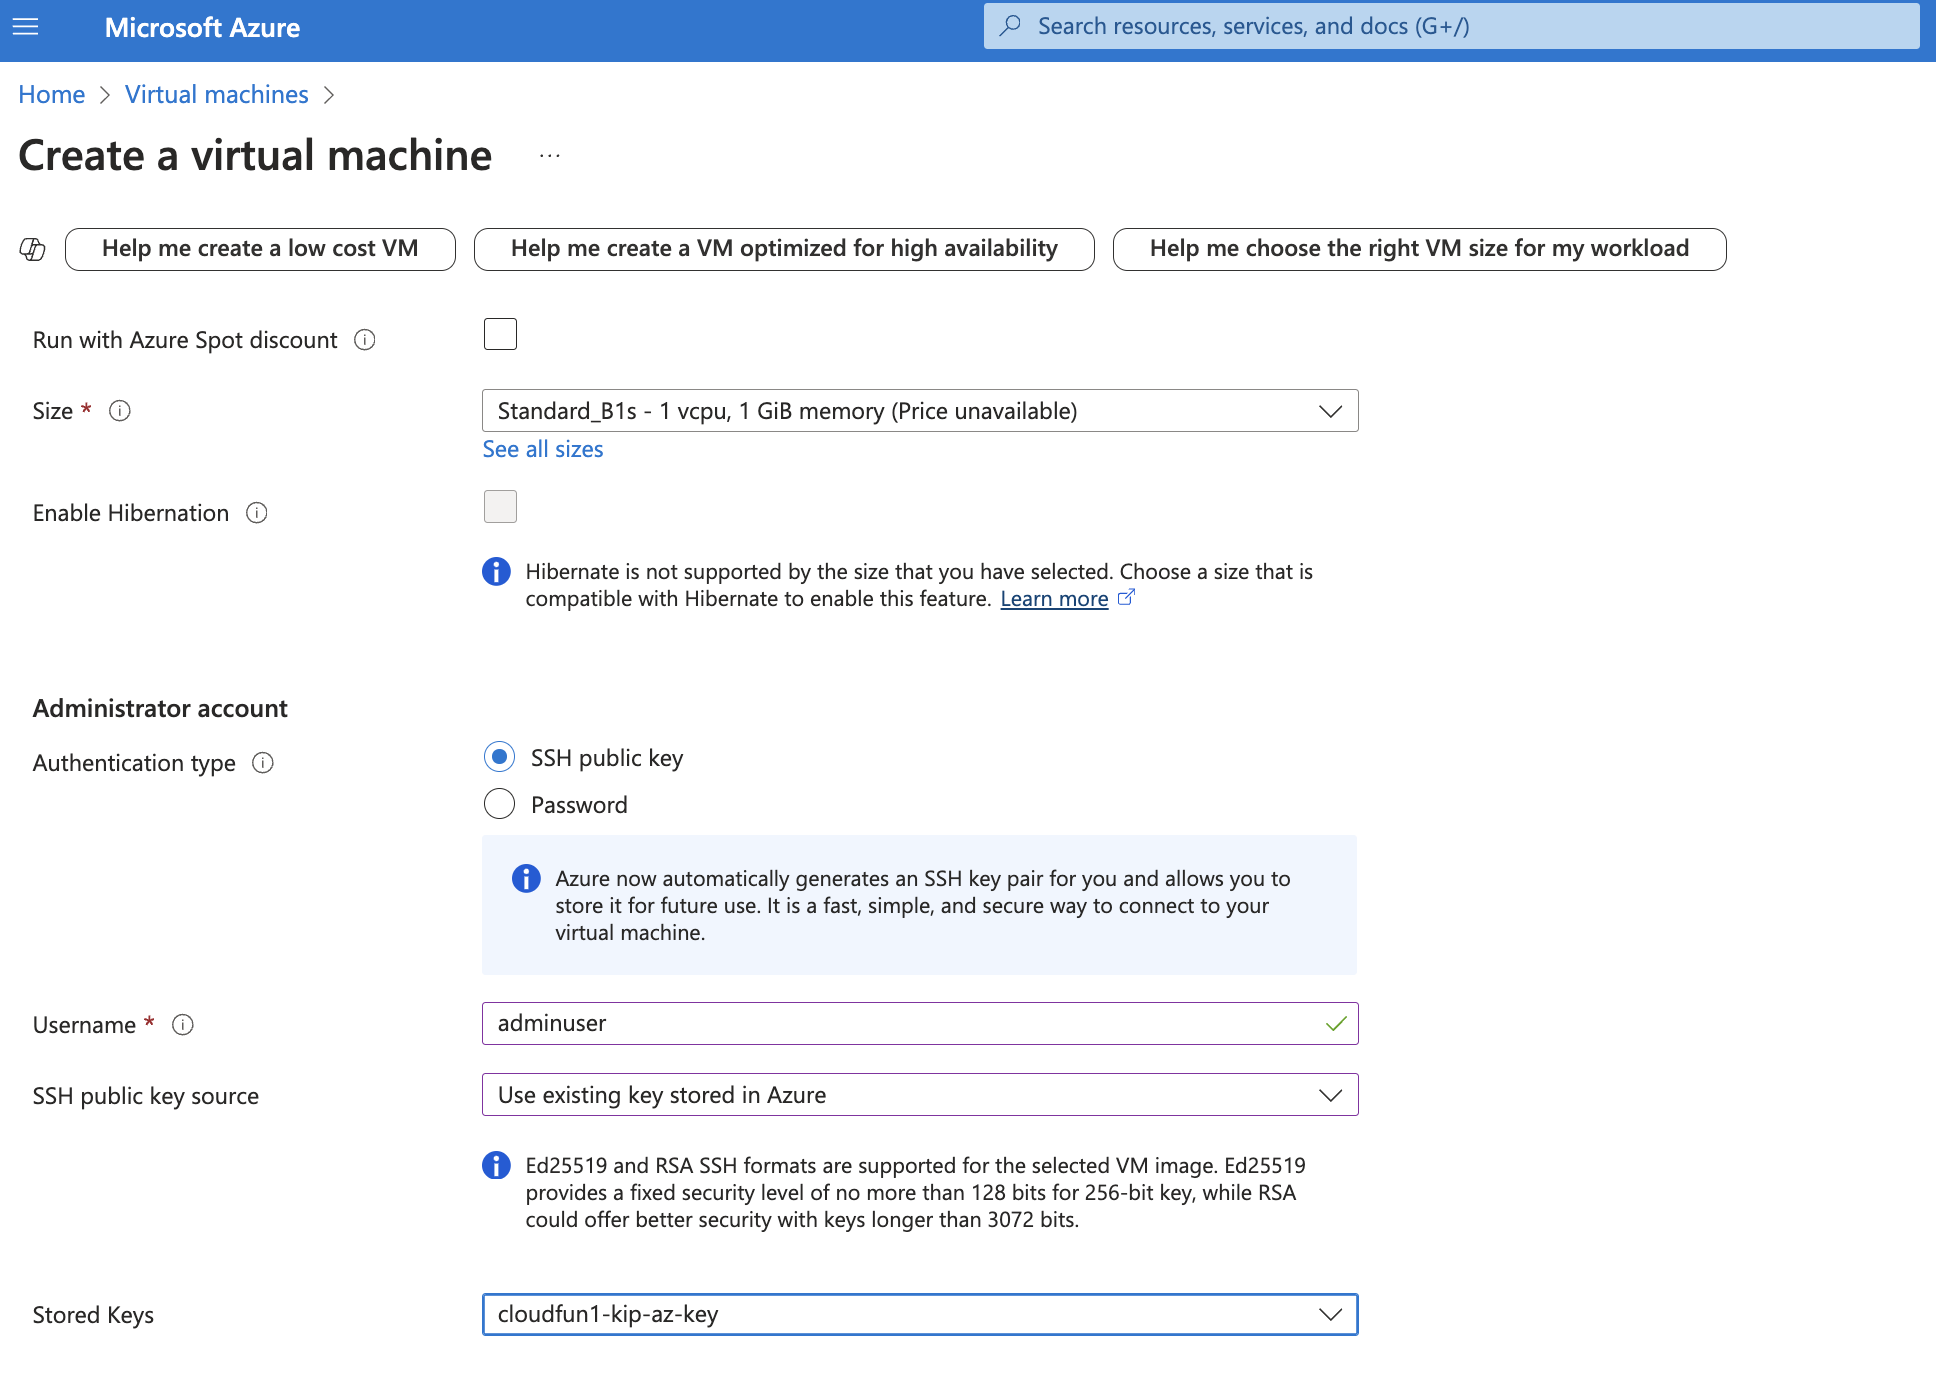 Microsoft Azure
Search resources, services, and docs (G+/)
Home > Virtual machines >
Create a virtual machine ...
Help me create a low cost VM
Help me create a VM optimized for high availability
Help me choose the right VM size for my workload
Run with Azure Spot discount
Size *
Standard_B1s - 1 vcpu, 1 GiB memory (Price unavailable)
See all sizes
Enable Hibernation
Hibernate is not supported by the size that you have selected. Choose a size that is
compatible with Hibernate to enable this feature. Learn more
Administrator account
Authentication type
SSH public key
Password
Azure now automatically generates an SSH key pair for you and allows you to
store it for future use. It is a fast, simple, and secure way to connect to your
virtual machine.
Username *
adminuser
SSH public key source
Use existing key stored in Azure
Ed25519 and RSA SSH formats are supported for the selected VM image. Ed25519
provides a fixed security level of no more than 128 bits for 256-bit key, while RSA
could offer better security with keys longer than 3072 bits.
Stored Keys
cloudfun1-kip-az-key